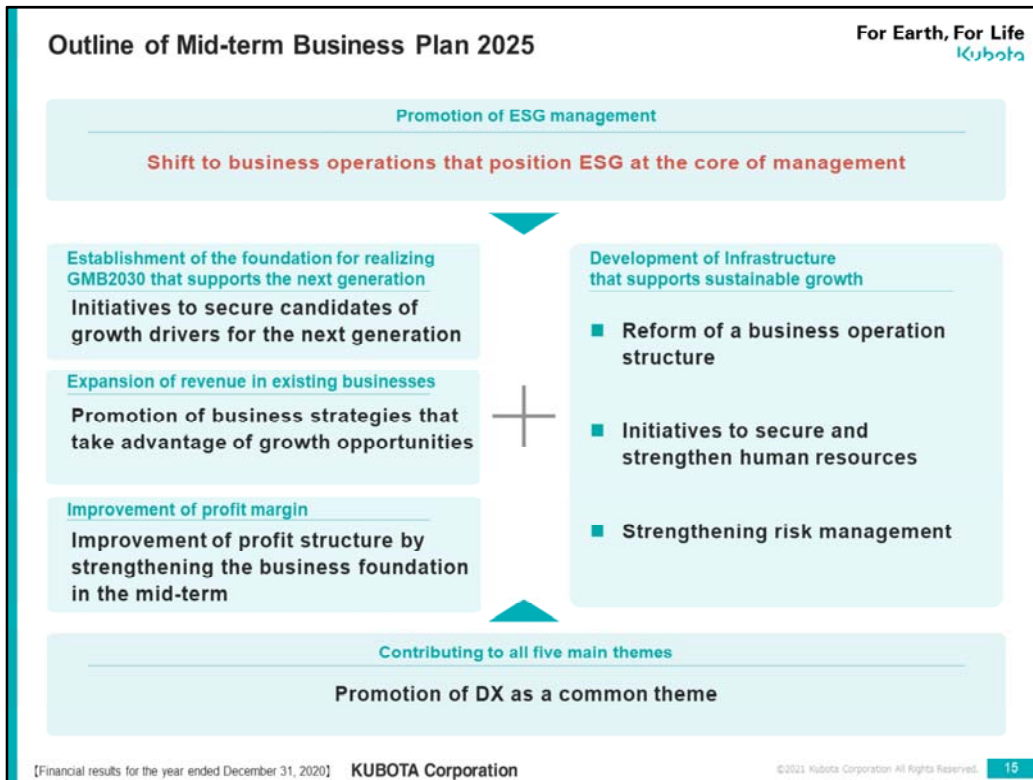 Outline of Mid-term Business Plan 2025
For Earth, For Life
Kubota
Promotion of ESG management
Shift to business operations that position ESG at the core of management
Establishment of the foundation for realizing
GMB2030 that supports the next generation
Initiatives to secure candidates of
growth drivers for the next generation
Expansion of revenue in existing businesses
Promotion of business strategies that
take advantage of growth opportunities
Improvement of profit margin
Improvement of profit structure by
strengthening the business foundation
in the mid-term
Development of Infrastructure
that supports sustainable growth
■ Reform of a business operation
structure
■ Initiatives to secure and
strengthen human resources
■ Strengthening risk management
Contributing to all five main themes
Promotion of DX as a common theme
【Financial results for the year ended December 31, 2020】 KUBOTA Corporation
©2021 Kubota Corporation All Rights Reserved. 15